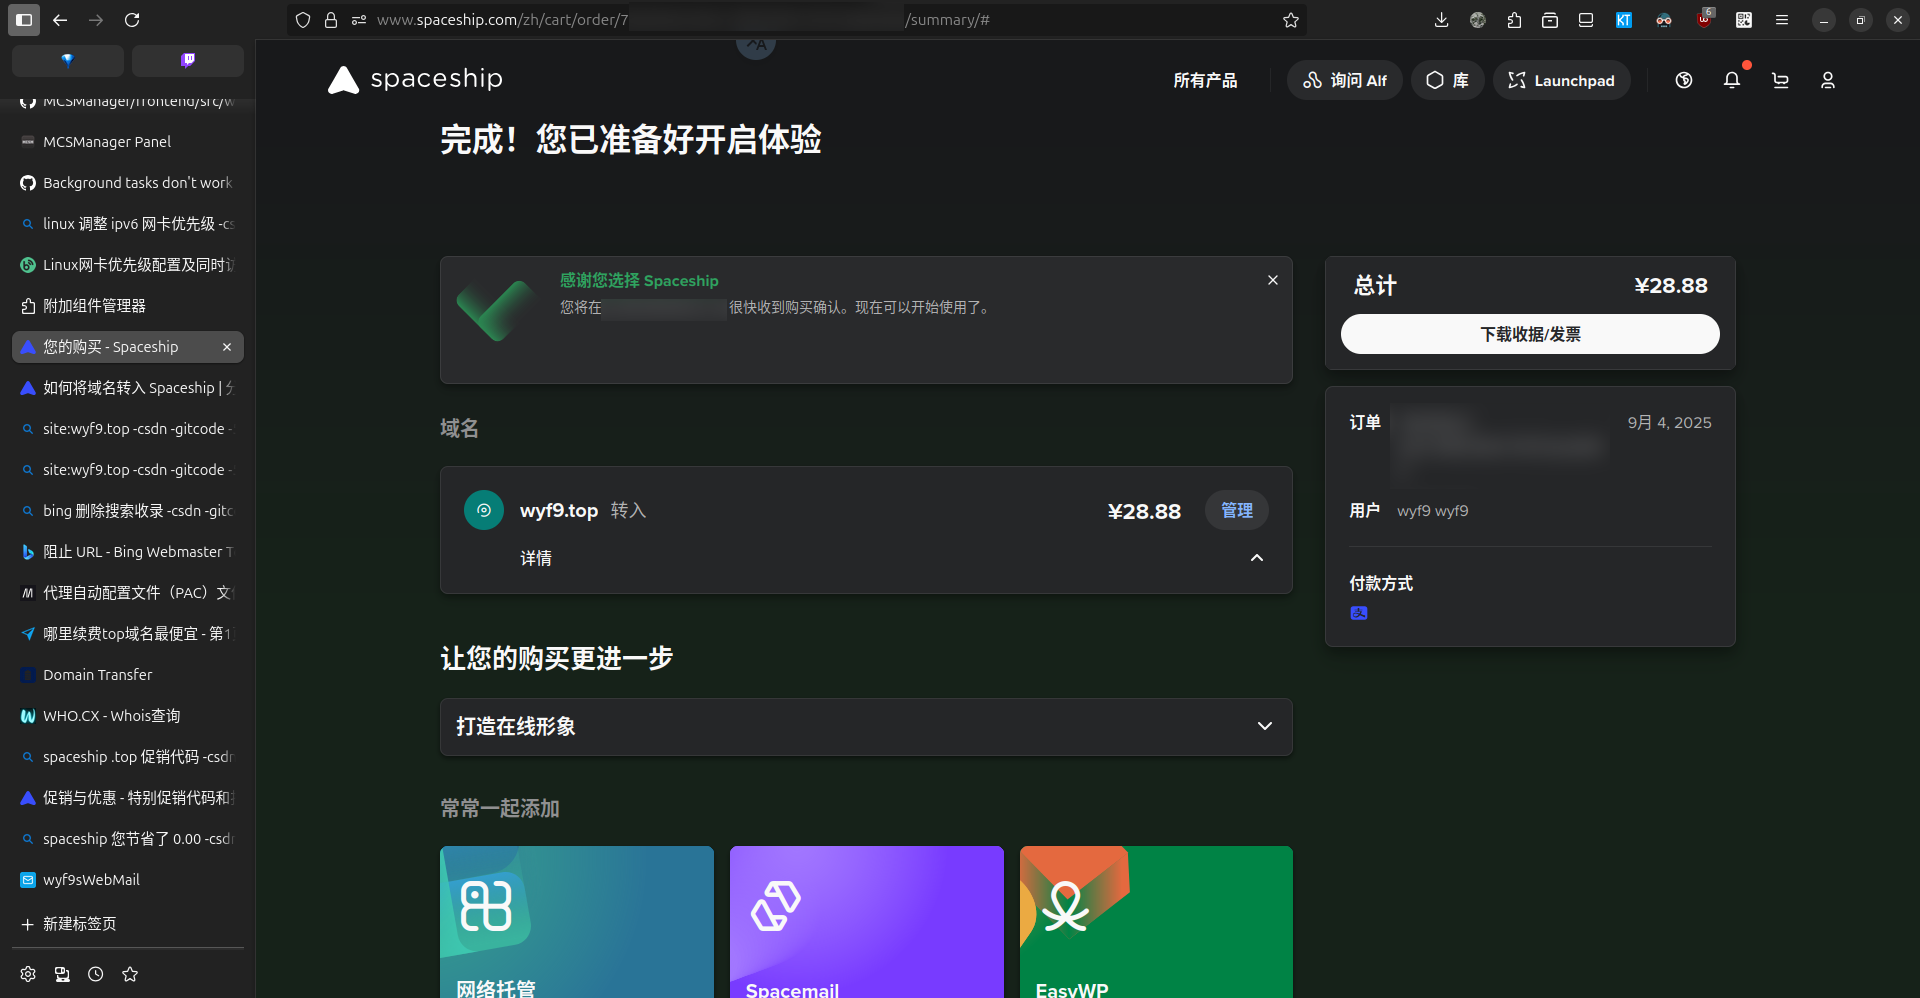 www.spaceship.com/zh/cart/order/7
/summary/#
KT
6
MCSManager/frontend/src/w
MCSManager Panel
Background tasks don't work
linux 调整 ipv6 网卡优先级 -cs
Linux网卡优先级配置及同时访
附加组件管理器
您的购买 - Spaceship
如何将域名转入 Spaceship | 分
site:wyf9.top -csdn -gitcode -
site:wyf9.top -csdn -gitcode -
bing 删除搜索收录 -csdn -gitc
阻止 URL - Bing Webmaster T
代理自动配置文件（PAC）文件
哪里续费top域名最便宜 - 第1
Domain Transfer
WHO.CX - Whois查询
spaceship .top 促销代码 -csdn
促销与优惠 - 特别促销代码和
spaceship 您节省了 0.00 -csdn
wyf9sWebMail
新建标签页
spaceship
所有产品
询问 Alf
库
Launchpad
完成！您已准备好开启体验
感谢您选择 Spaceship
您将在
很快收到购买确认。现在可以开始使用了。
域名
wyf9.top 转入
¥28.88
管理
详情
让您的购买更进一步
打造在线形象
常常一起添加
网络托管
Spacemail
EasyWP
总计
¥28.88
下载收据/发票
订单
9月 4, 2025
用户
wyf9 wyf9
付款方式